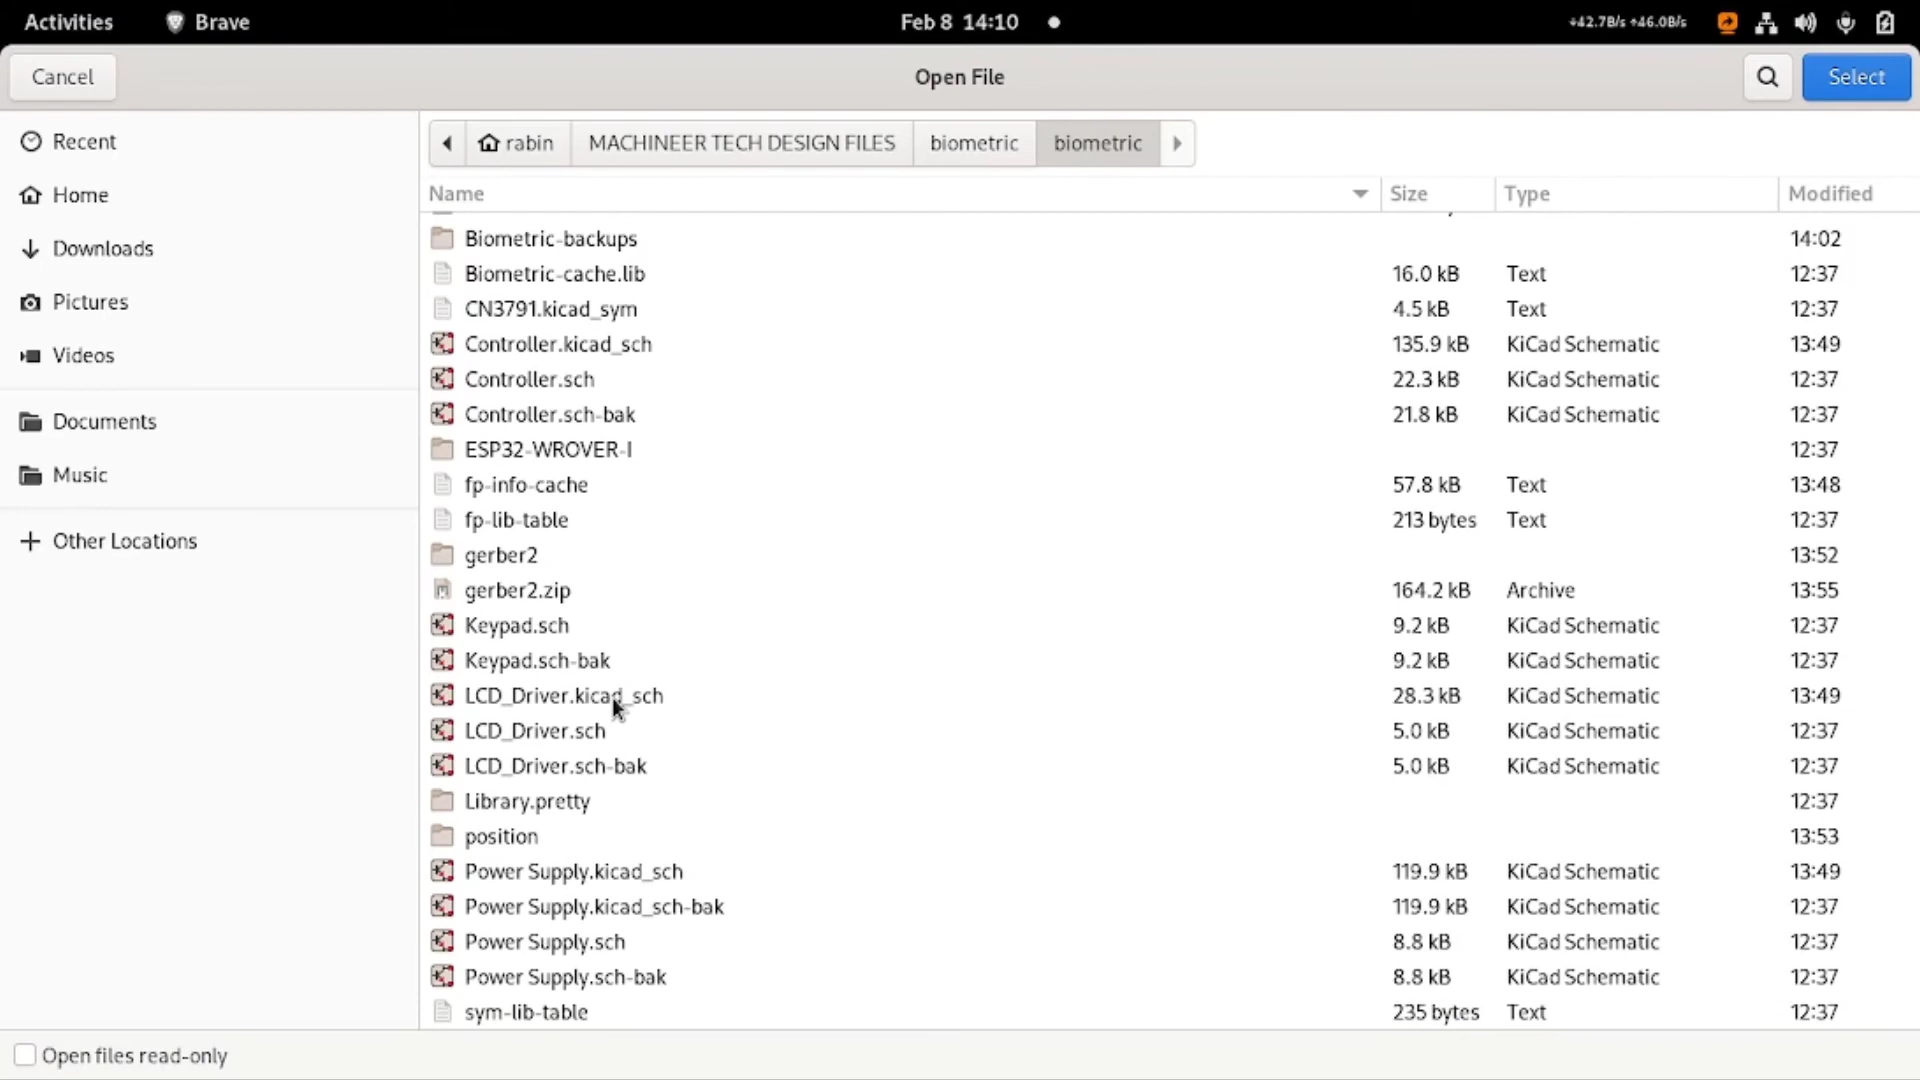 Activities Brave Feb 8 14:10 +42.7B/s +46.0B/s
Cancel Open File Select
Recent
Home
Downloads
Pictures
Videos
Documents
Music
Other Locations
rabin MACHINEER TECH DESIGN FILES biometric biometric
Name Size Type Modified
Biometric-backups 14:02
Biometric-cache.lib 16.0 kB Text 12:37
CN3791.kicad_sym 4.5 kB Text 12:37
Controller.kicad_sch 135.9 kB KiCad Schematic 13:49
Controller.sch 22.3 kB KiCad Schematic 12:37
Controller.sch-bak 21.8 kB KiCad Schematic 12:37
ESP32-WROVER-I 12:37
fp-info-cache 57.8 kB Text 13:48
fp-lib-table 213 bytes Text 12:37
gerber2 13:52
gerber2.zip 164.2 kB Archive 13:55
Keypad.sch 9.2 kB KiCad Schematic 12:37
Keypad.sch-bak 9.2 kB KiCad Schematic 12:37
LCD_Driver.kicad_sch 28.3 kB KiCad Schematic 13:49
LCD_Driver.sch 5.0 kB KiCad Schematic 12:37
LCD_Driver.sch-bak 5.0 kB KiCad Schematic 12:37
Library.pretty 12:37
position 13:53
Power Supply.kicad_sch 119.9 kB KiCad Schematic 13:49
Power Supply.kicad_sch-bak 119.9 kB KiCad Schematic 12:37
Power Supply.sch 8.8 kB KiCad Schematic 12:37
Power Supply.sch-bak 8.8 kB KiCad Schematic 12:37
sym-lib-table 235 bytes Text 12:37
Open files read-only